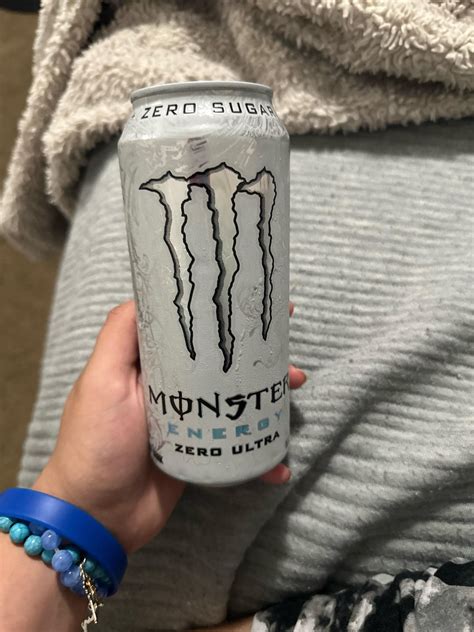 ZERO SUGAR
MONSTER
ENERGY
ZERO ULTRA